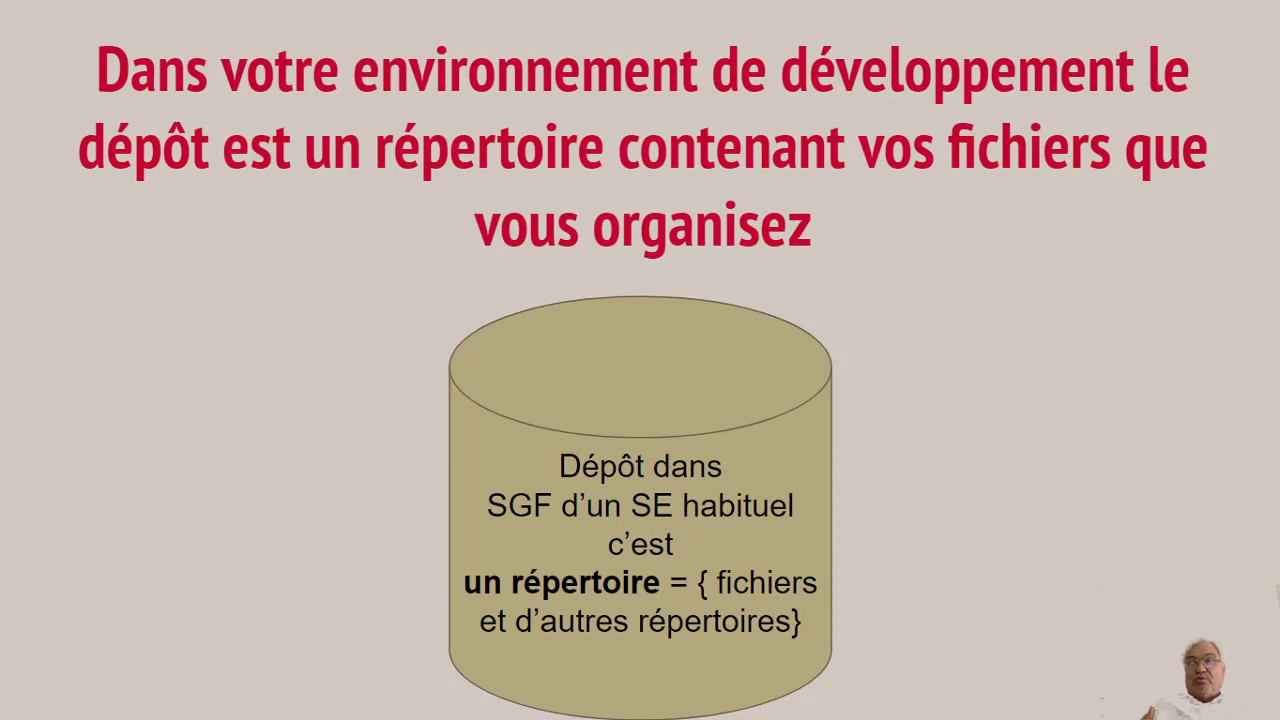 Dans votre environnement de développement le
dépôt est un répertoire contenant vos fichiers que
vous organisez
Dépôt dans
SGF d’un SE habituel
c’est
un répertoire = { fichiers
et d’autres répertoires}